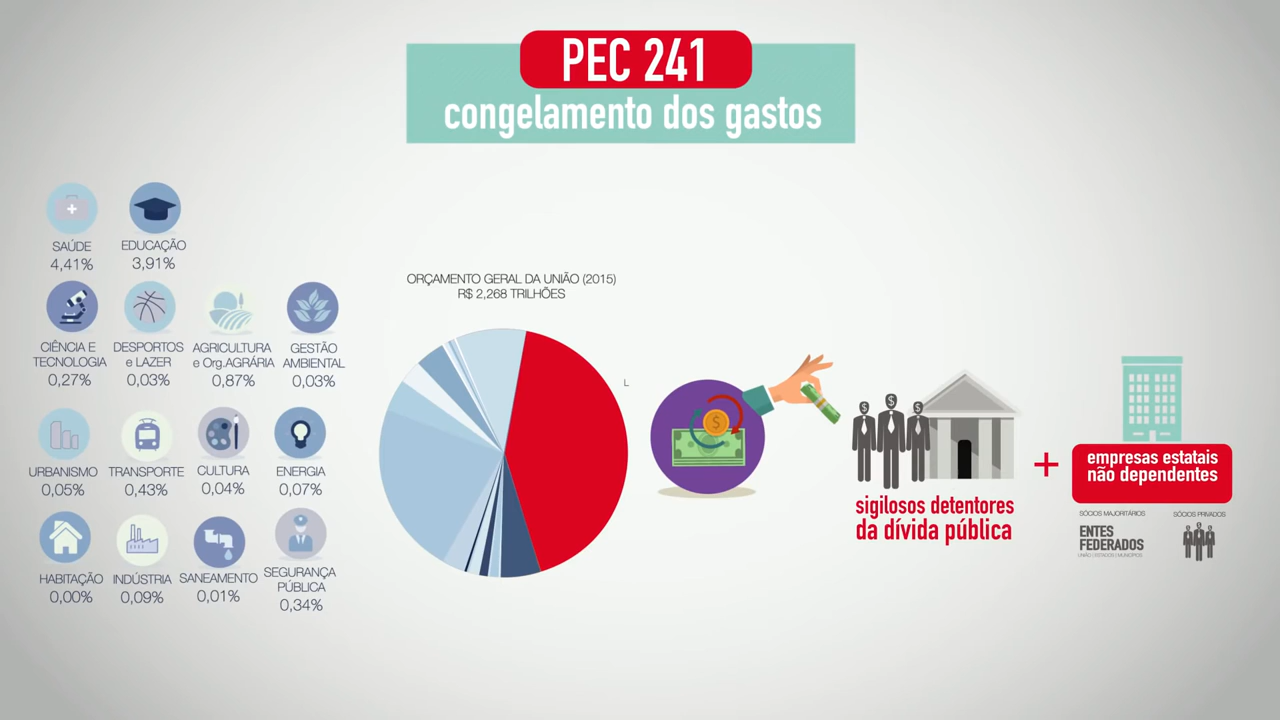 PEC 241
congelamento dos gastos
SAÚDE
4,41%
EDUCAÇÃO
3,91%
CIÊNCIA E
TECNOLOGIA
0,27%
DESPORTOS
e LAZER
0,03%
AGRICULTURA
e Org.AGRÁRIA
0,87%
GESTÃO
AMBIENTAL
0,03%
URBANISMO
0,05%
TRANSPORTE
0,43%
CULTURA
0,04%
ENERGIA
0,07%
HABITAÇÃO
0,00%
INDÚSTRIA
0,09%
SANEAMENTO
0,01%
SEGURANÇA
PÚBLICA
0,34%
ORÇAMENTO GERAL DA UNIÃO (2015)
R$ 2,268 TRILHÕES
L
$
$
$
$
sigilosos detentores
da dívida pública
+
empresas estatais
não dependentes
SÓCIOS MAJORITÁRIOS
ENTES
FEDERADOS
UNIÃO | ESTADOS | MUNICÍPIOS
SÓCIOS PRIVADOS